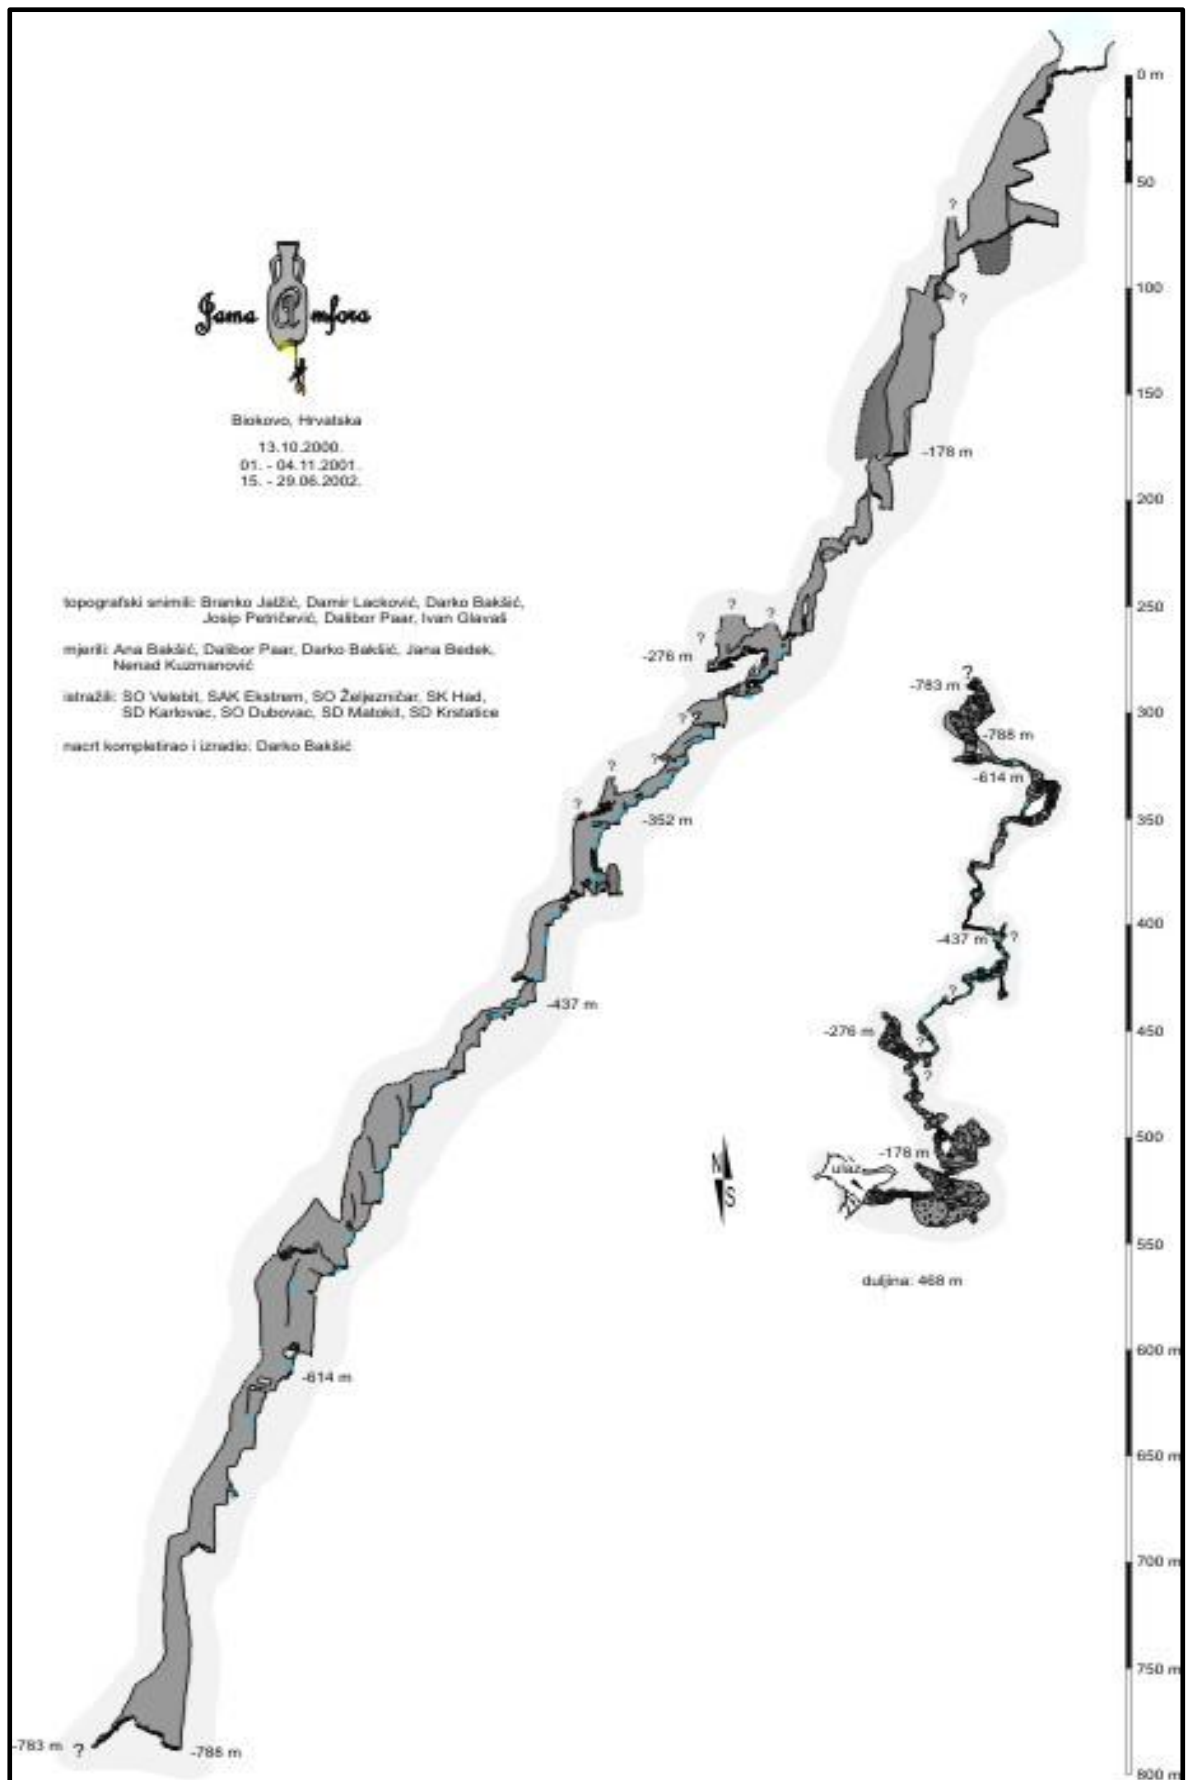 Jama Amfora
Biokovo, Hrvatska
13.10.2000.
01. - 04.11.2001.
15. - 29.06.2002.
topografski snimili: Branko Jalžić, Damir Lacković, Darko Bakšić,
Josip Petričević, Dalibor Paar, Ivan Glavaš
mjerili: Ana Bakšić, Dalibor Paar, Darko Bakšić, Jana Bedek,
Nenad Kuzmanović
istražili: SO Velebit, SAK Ekstrem, SO Željezničar, SK Had,
SD Karlovac, SO Dubovac, SD Matokit, SD Krstatice
nacrt kompletirao i izradio: Darko Bakšić
?
?
-178 m
?
?
?
-276 m
? ?
?
?
?
-352 m
-437 m
-614 m
-783 m ?
-788 m
?
-783 m
-788 m
-614 m
-437 m
?
?
-276 m
?
?
-178 m
ulaz
N
S
duljina: 468 m
0 m
50
100
150
200
250
300
350
400
450
500
550
600 m
650 m
700 m
750 m
800 m